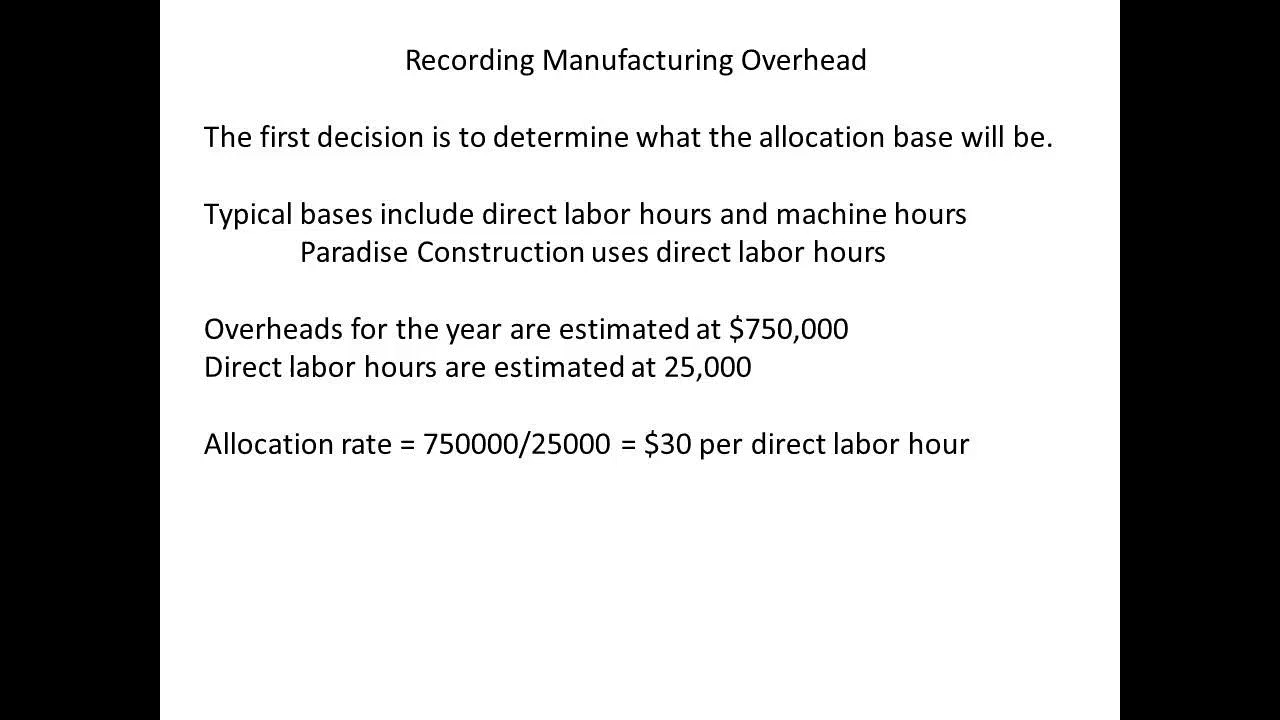 Recording Manufacturing Overhead
The first decision is to determine what the allocation base will be.
Typical bases include direct labor hours and machine hours
Paradise Construction uses direct labor hours
Overheads for the year are estimated at $750,000
Direct labor hours are estimated at 25,000
Allocation rate = 750000/25000 = $30 per direct labor hour